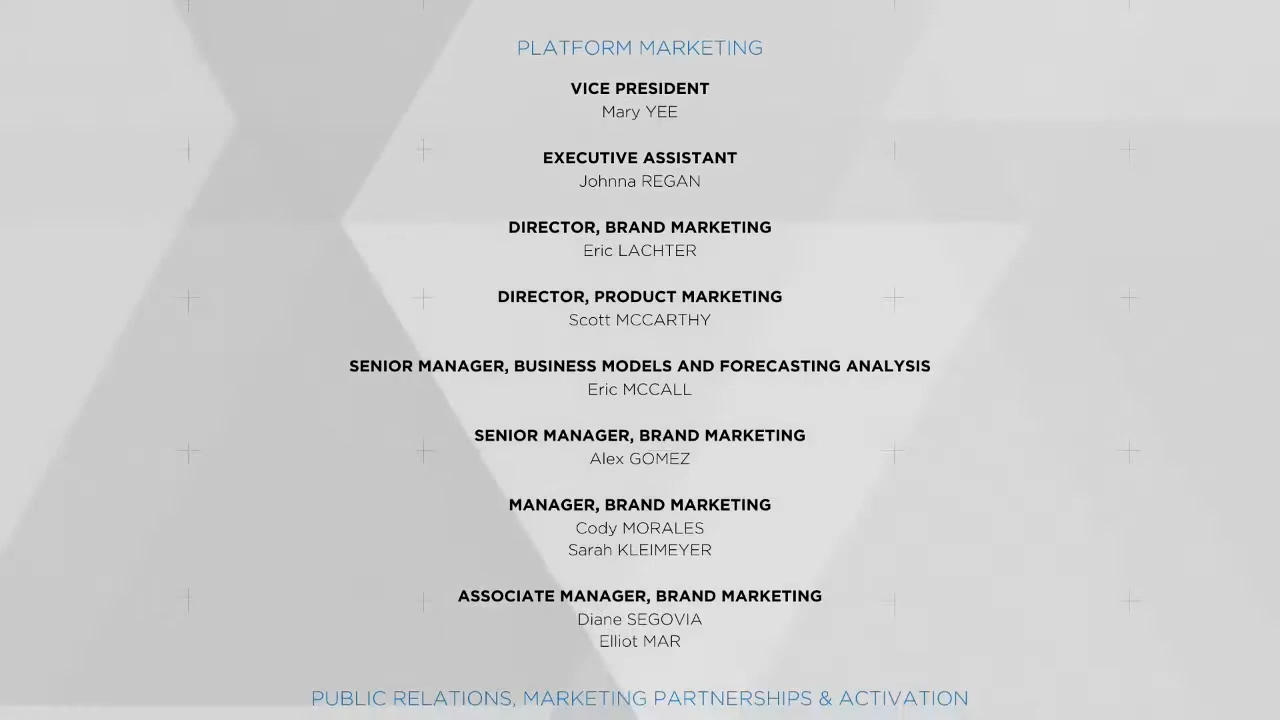 PLATFORM MARKETING
VICE PRESIDENT
Mary YEE
EXECUTIVE ASSISTANT
Johnna REGAN
DIRECTOR, BRAND MARKETING
Eric LACHTER
DIRECTOR, PRODUCT MARKETING
Scott MCCARTHY
SENIOR MANAGER, BUSINESS MODELS AND FORECASTING ANALYSIS
Eric MCCALL
SENIOR MANAGER, BRAND MARKETING
Alex GOMEZ
MANAGER, BRAND MARKETING
Cody MORALES
Sarah KLEIMEYER
ASSOCIATE MANAGER, BRAND MARKETING
Diane SEGOVIA
Elliot MAR
PUBLIC RELATIONS, MARKETING PARTNERSHIPS & ACTIVATION